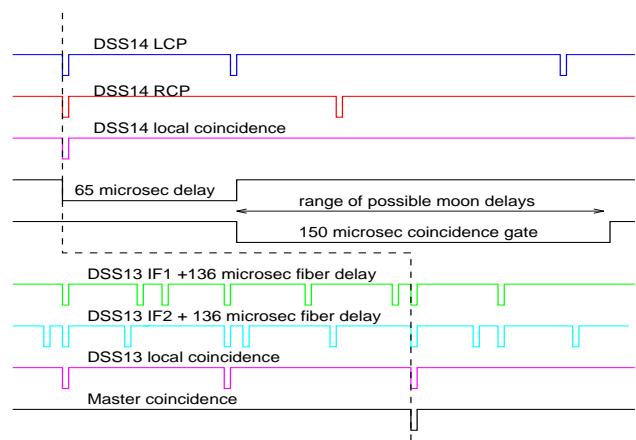 DSS14 LCP
DSS14 RCP
DSS14 local coincidence
65 microsec delay
range of possible moon delays
150 microsec coincidence gate
DSS13 IF1 +136 microsec fiber delay
DSS13 IF2 + 136 microsec fiber delay
DSS13 local coincidence
Master coincidence